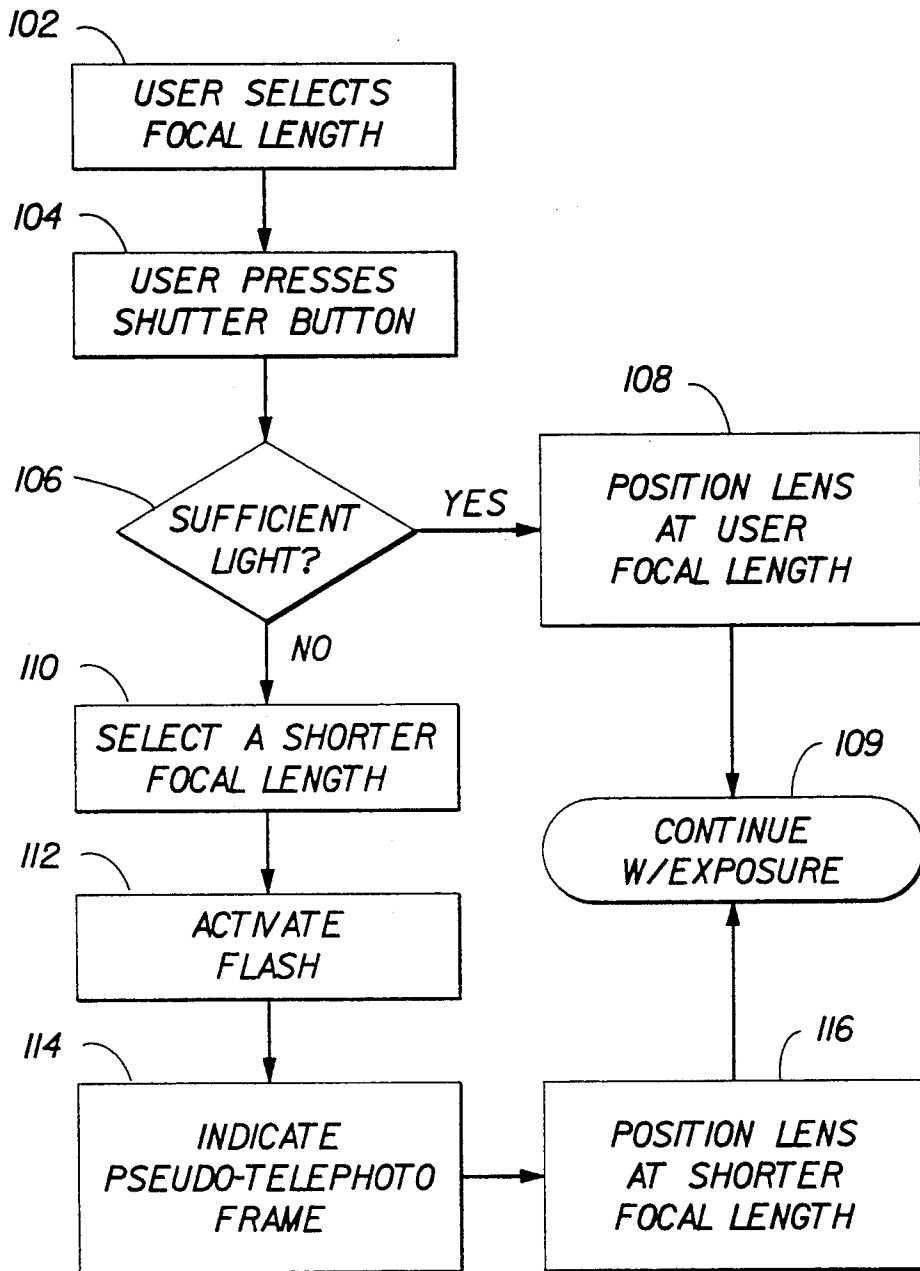 102
USER SELECTS
FOCAL LENGTH
104
USER PRESSES
SHUTTER BUTTON
106
SUFFICIENT
LIGHT?
YES
108
POSITION LENS
AT USER
FOCAL LENGTH
NO
110
SELECT A SHORTER
FOCAL LENGTH
109
CONTINUE
W/EXPOSURE
112
ACTIVATE
FLASH
114
INDICATE
PSEUDO-TELEPHOTO
FRAME
116
POSITION LENS
AT SHORTER
FOCAL LENGTH